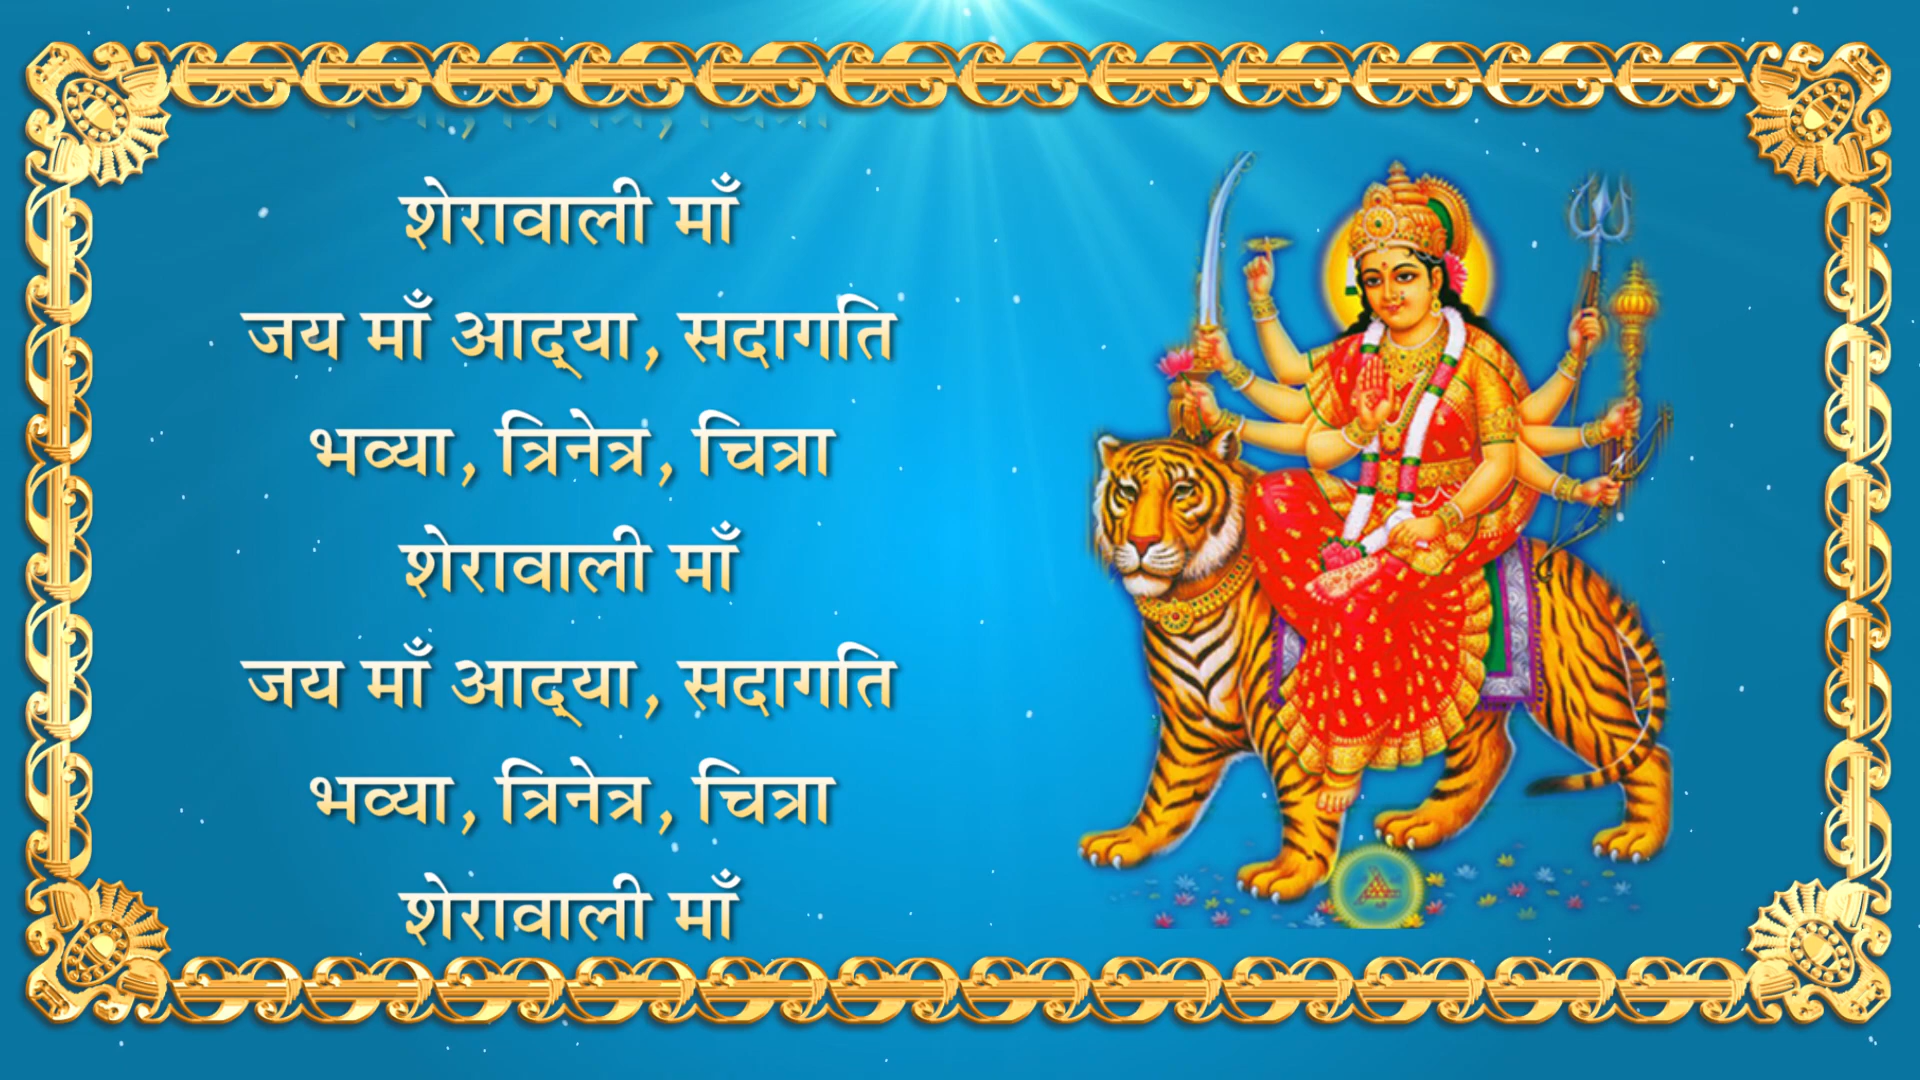 शेरावाली माँ
जय माँ आद्‌या, सदागति
भव्या, त्रिनेत्र, चित्रा
शेरावाली माँ
जय माँ आद्‌या, सदागति
भव्या, त्रिनेत्र, चित्रा
शेरावाली माँ